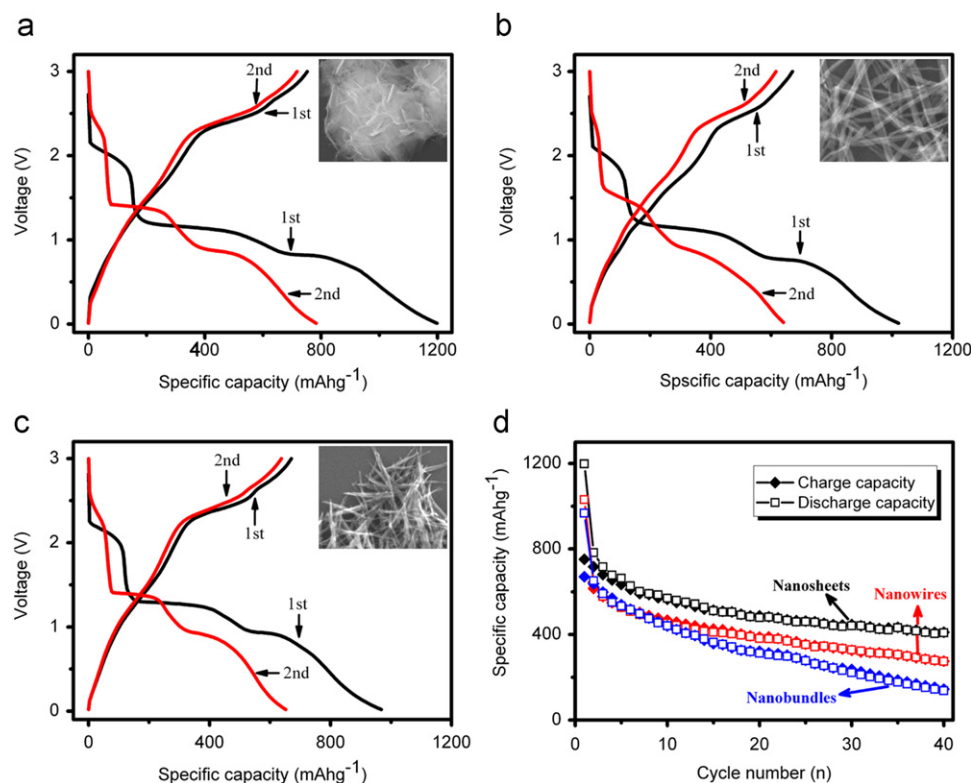 a
3
2
1
0
Voltage (V)
2nd
1st
1st
2nd
0
400
800
1200
Specific capacity (mAhg-1)
b
3
2
1
0
Voltage (V)
2nd
1st
1st
2nd
0
400
800
1200
Spscific capacity (mAhg-1)
c
3
2
1
0
Voltage (V)
2nd
1st
1st
2nd
0
400
800
1200
Specific capacity (mAhg-1)
d
1200
800
400
0
Specific capacity (mAhg-1)
Charge capacity
Discharge capacity
Nanosheets
Nanowires
Nanobundles
0
10
20
30
40
Cycle number (n)